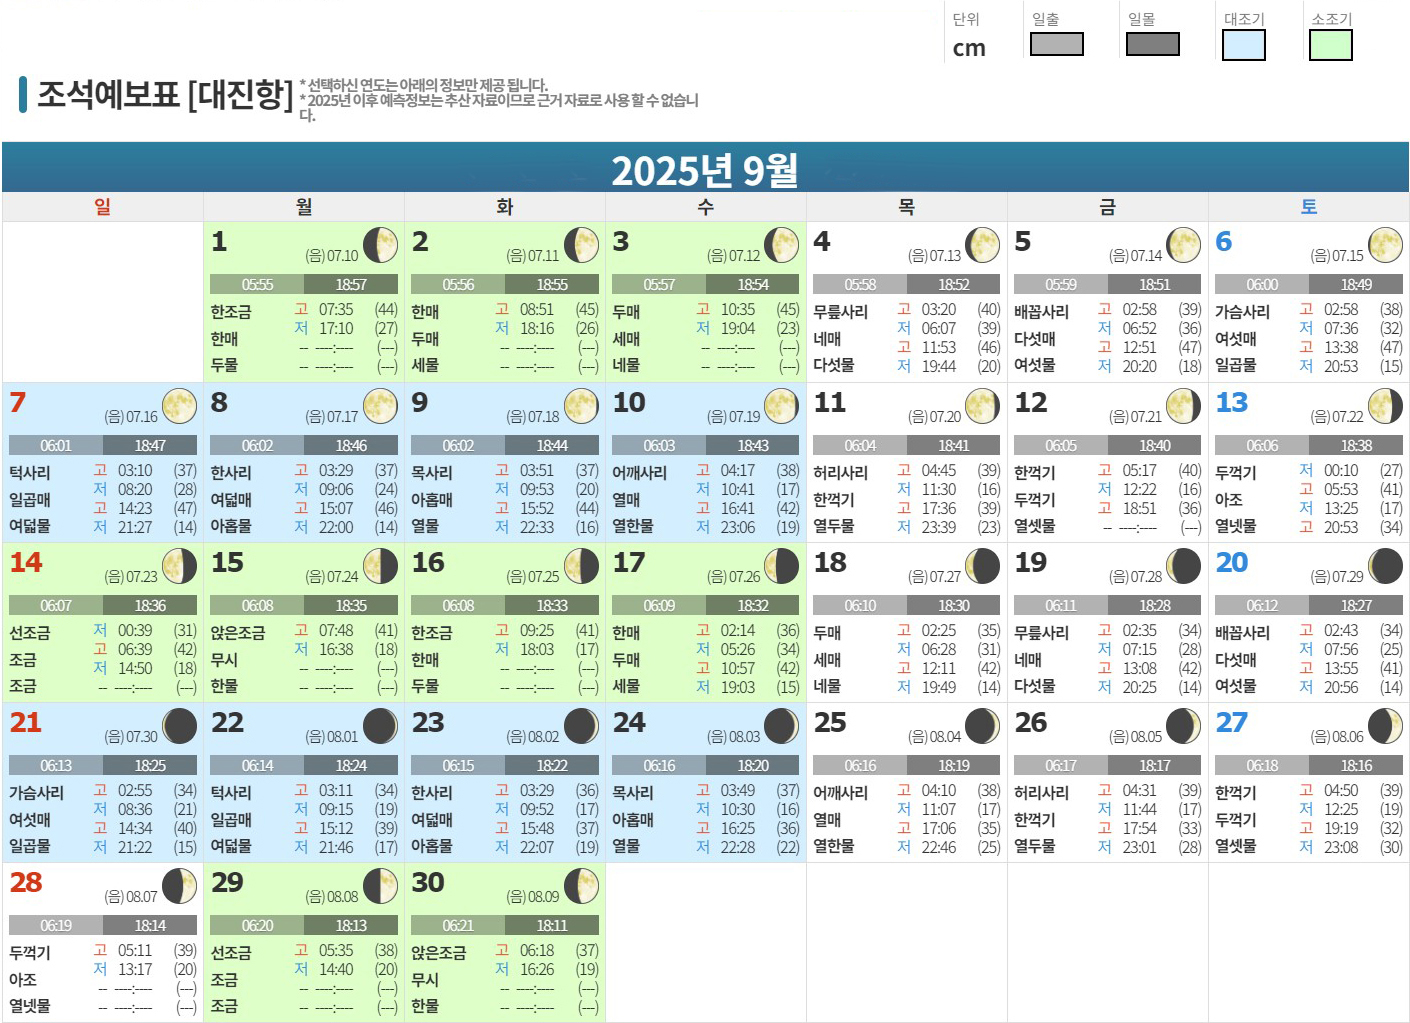 단위 일출 일몰 대조기 소조기
cm
조석예보표 [대진항]
* 선택하신 연도는 아래의 정보만 제공 됩니다.
* 2025년 이후 예측정보는 추산 자료이므로 근거 자료로 사용 할 수 없습니
다.
2025년 9월
일 월 화 수 목 금 토
1 (음) 07.10
05:55 18:57
한조금
한매
두물
고 07:35 (44)
저 17:10 (27)
-- ----:---- (---)
-- ----:---- (---)
2 (음) 07.11
05:56 18:55
한매
두매
세물
고 08:51 (45)
저 18:16 (26)
-- ----:---- (---)
-- ----:---- (---)
3 (음) 07.12
05:57 18:54
두매
세매
네물
고 10:35 (45)
저 19:04 (23)
-- ----:---- (---)
-- ----:---- (---)
4 (음) 07.13
05:58 18:52
무릎사리
네매
다섯물
고 03:20 (40)
저 06:07 (39)
고 11:53 (46)
저 19:44 (20)
5 (음) 07.14
05:59 18:51
배꼽사리
다섯매
여섯물
고 02:58 (39)
저 06:52 (36)
고 12:51 (47)
저 20:20 (18)
6 (음) 07.15
06:00 18:49
가슴사리
여섯매
일곱물
고 02:58 (38)
저 07:36 (32)
고 13:38 (47)
저 20:53 (15)
7 (음) 07.16
06:01 18:47
턱사리
일곱매
여덟물
고 03:10 (37)
저 08:20 (28)
고 14:23 (47)
저 21:27 (14)
8 (음) 07.17
06:02 18:46
한사리
여덟매
아홉물
고 03:29 (37)
저 09:06 (24)
고 15:07 (46)
저 22:00 (14)
9 (음) 07.18
06:02 18:44
목사리
아홉매
열물
고 03:51 (37)
저 09:53 (20)
고 15:52 (44)
저 22:33 (16)
10 (음) 07.19
06:03 18:43
어깨사리
열매
열한물
고 04:17 (38)
저 10:41 (17)
고 16:41 (42)
저 23:06 (19)
11 (음) 07.20
06:04 18:41
허리사리
한꺽기
열두물
고 04:45 (39)
저 11:30 (16)
고 17:36 (39)
저 23:39 (23)
12 (음) 07.21
06:05 18:40
한꺽기
두꺽기
열셋물
고 05:17 (40)
저 12:22 (16)
고 18:51 (36)
-- ----:---- (---)
13 (음) 07.22
06:06 18:38
두꺽기
아조
열넷물
저 00:10 (27)
고 05:53 (41)
저 13:25 (17)
고 20:53 (34)
14 (음) 07.23
06:07 18:36
선조금
조금
조금
저 00:39 (31)
고 06:39 (42)
저 14:50 (18)
-- ----:---- (---)
15 (음) 07.24
06:08 18:35
앉은조금
무시
한물
고 07:48 (41)
저 16:38 (18)
-- ----:---- (---)
-- ----:---- (---)
16 (음) 07.25
06:08 18:33
한조금
한매
두물
고 09:25 (41)
저 18:03 (17)
-- ----:---- (---)
-- ----:---- (---)
17 (음) 07.26
06:09 18:32
한매
두매
세물
고 02:14 (36)
저 05:26 (34)
고 10:57 (42)
저 19:03 (15)
18 (음) 07.27
06:10 18:30
두매
세매
네물
고 02:25 (35)
저 06:28 (31)
고 12:11 (42)
저 19:49 (14)
19 (음) 07.28
06:11 18:28
무릎사리
네매
다섯물
고 02:35 (34)
저 07:15 (28)
고 13:08 (42)
저 20:25 (14)
20 (음) 07.29
06:12 18:27
배꼽사리
다섯매
여섯물
고 02:43 (34)
저 07:56 (25)
고 13:55 (41)
저 20:56 (14)
21 (음) 07.30
06:13 18:25
가슴사리
여섯매
일곱물
고 02:55 (34)
저 08:36 (21)
고 14:34 (40)
저 21:22 (15)
22 (음) 08.01
06:14 18:24
턱사리
일곱매
여덟물
고 03:11 (34)
저 09:15 (19)
고 15:12 (39)
저 21:46 (17)
23 (음) 08.02
06:15 18:22
한사리
여덟매
아홉물
고 03:29 (36)
저 09:52 (17)
고 15:48 (37)
저 22:07 (19)
24 (음) 08.03
06:16 18:20
목사리
아홉매
열물
고 03:49 (37)
저 10:30 (16)
고 16:25 (36)
저 22:28 (22)
25 (음) 08.04
06:16 18:19
어깨사리
열매
열한물
고 04:10 (38)
저 11:07 (17)
고 17:06 (35)
저 22:46 (25)
26 (음) 08.05
06:17 18:17
허리사리
한꺽기
열두물
고 04:31 (39)
저 11:44 (17)
고 17:54 (33)
저 23:01 (28)
27 (음) 08.06
06:18 18:16
한꺽기
두꺽기
열셋물
고 04:50 (39)
저 12:25 (19)
고 19:19 (32)
저 23:08 (30)
28 (음) 08.07
06:19 18:14
두꺽기
아조
열넷물
고 05:11 (39)
저 13:17 (20)
-- ----:---- (---)
-- ----:---- (---)
29 (음) 08.08
06:20 18:13
선조금
조금
조금
고 05:35 (38)
저 14:40 (20)
-- ----:---- (---)
-- ----:---- (---)
30 (음) 08.09
06:21 18:11
앉은조금
무시
한물
고 06:18 (37)
저 16:26 (19)
-- ----:---- (---)
-- ----:---- (---)